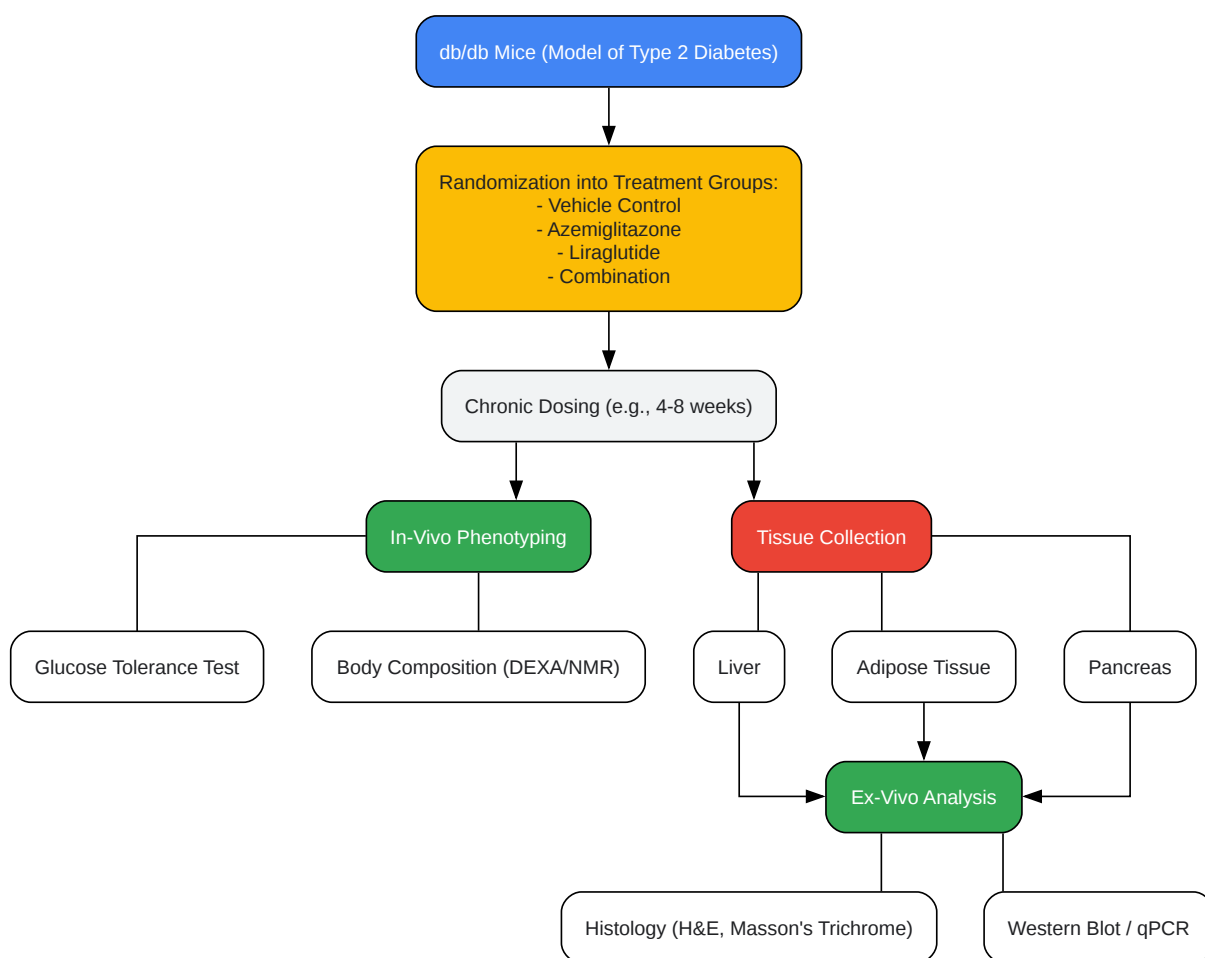 db/db Mice (Model of Type 2 Diabetes)
Randomization into Treatment Groups:
- Vehicle Control
- Azemiglitazone
- Liraglutide
- Combination
Chronic Dosing (e.g., 4-8 weeks)
In-Vivo Phenotyping
Tissue Collection
Glucose Tolerance Test
Body Composition (DEXA/NMR)
Liver
Adipose Tissue
Pancreas
Ex-Vivo Analysis
Histology (H&E, Masson's Trichrome)
Western Blot / qPCR